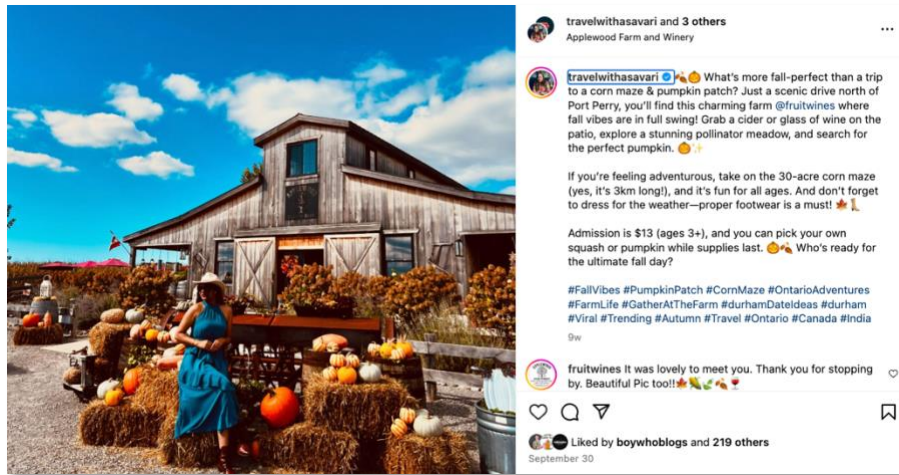 travelwithasavari and 3 others
Applewood Farm and Winery
travelwithasavari What's more fall-perfect than a trip
to a corn maze & pumpkin patch? Just a scenic drive north of
Port Perry, you'll find this charming farm @fruitwines where
fall vibes are in full swing! Grab a cider or glass of wine on the
patio, explore a stunning pollinator meadow, and search for
the perfect pumpkin. 🎃✨
If you're feeling adventurous, take on the 30-acre corn maze
(yes, it's 3km long!), and it's fun for all ages. And don't forget
to dress for the weather—proper footwear is a must! 🍁👢
Admission is $13 (ages 3+), and you can pick your own
squash or pumpkin while supplies last. 🎃🍂 Who's ready for
the ultimate fall day?
#FallVibes #PumpkinPatch #CornMaze #OntarioAdventures
#FarmLife #GatherAtTheFarm #durhamDateIdeas #durham
#Viral #Trending #Autumn #Travel #Ontario #Canada #India
9w
fruitwines It was lovely to meet you. Thank you for stopping
by. Beautiful Pic too!!🍁🌽🌿🍂🍷
Liked by boywhoblogs and 219 others
September 30